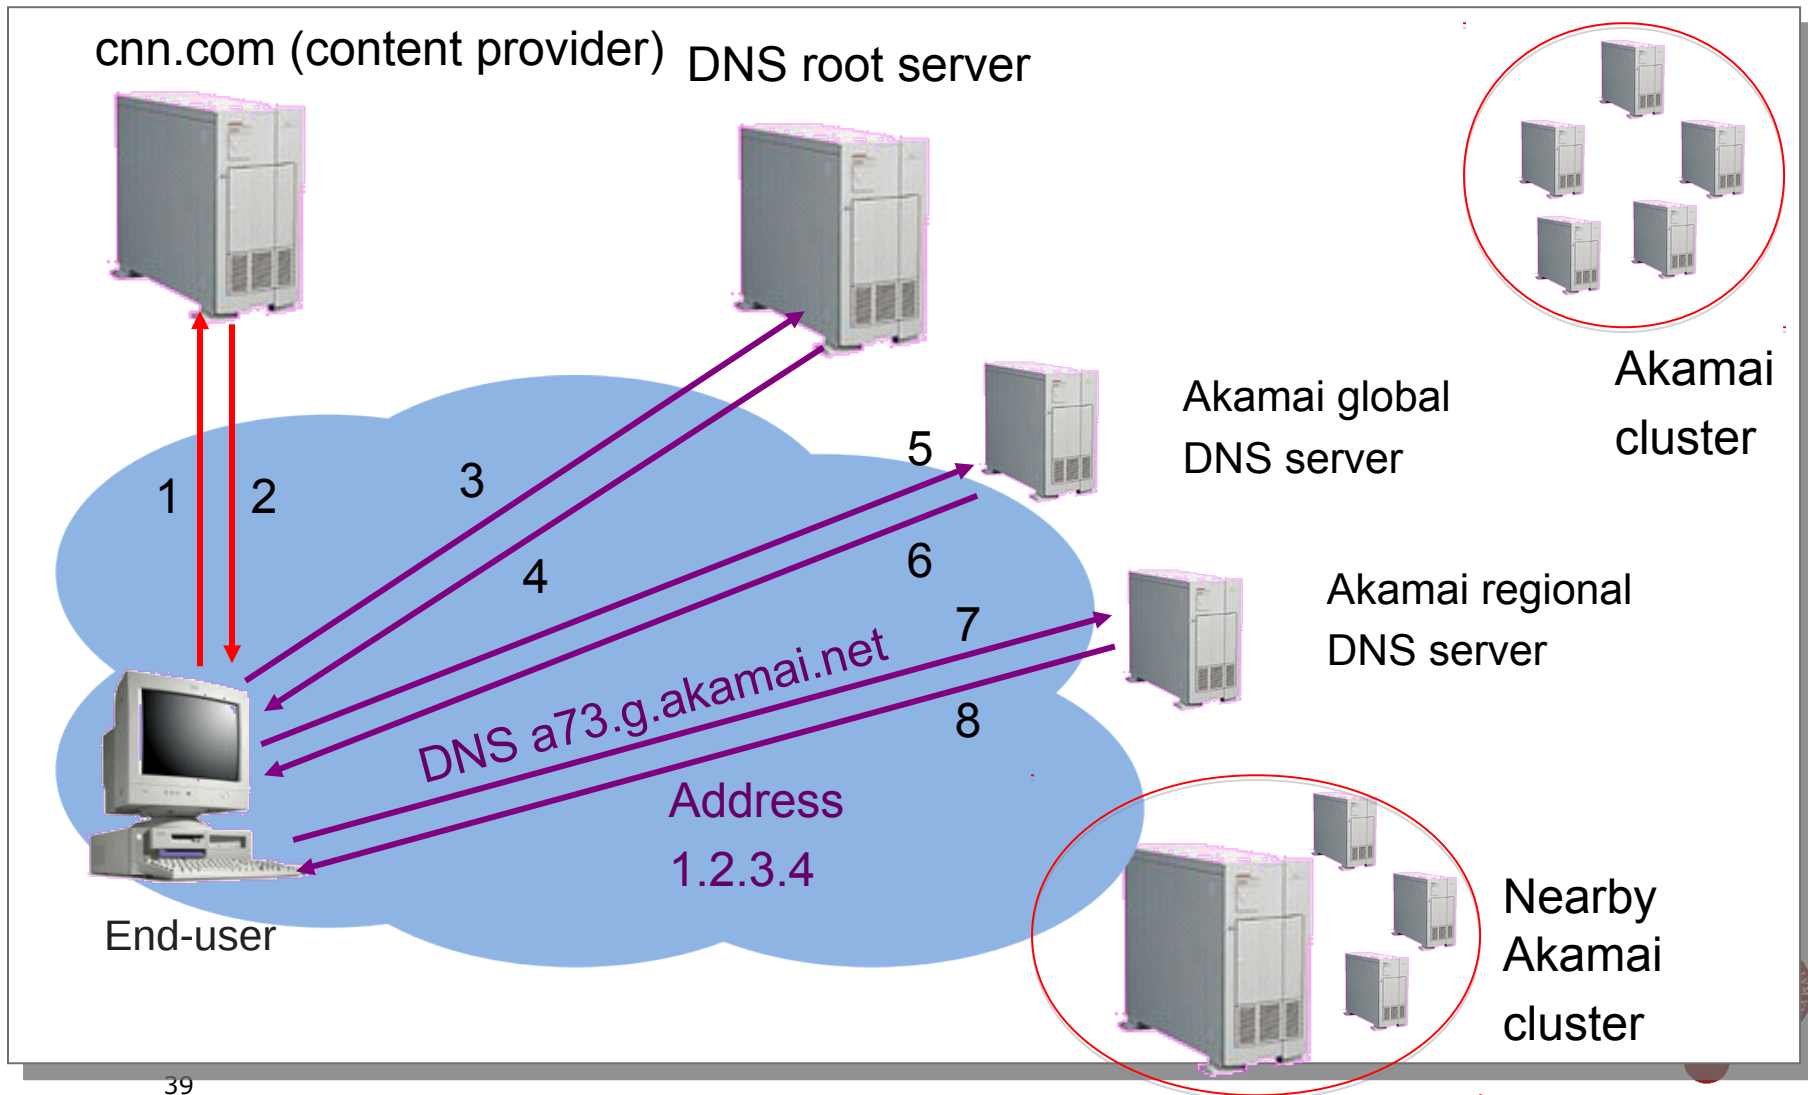 cnn.com (content provider)
DNS root server
Akamai
cluster
Akamai global
DNS server
1
2
3
4
5
6
Akamai regional
DNS server
7
DNS a73.g.akamai.net
8
Address
1.2.3.4
End-user
Nearby
Akamai
cluster
39